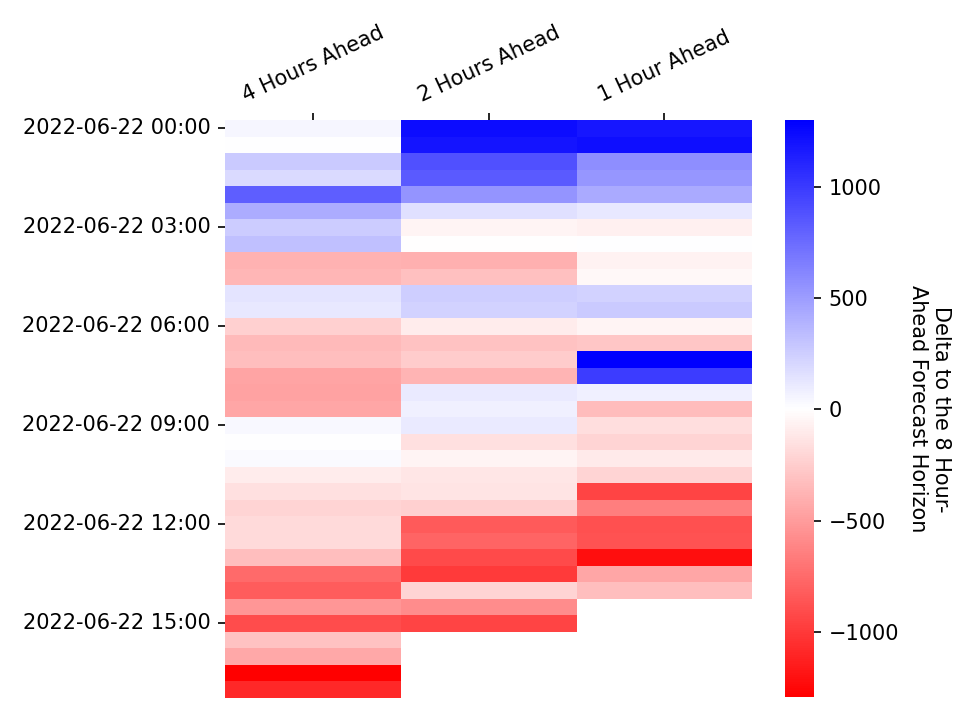 4 Hours Ahead
2 Hours Ahead
1 Hour Ahead
2022-06-22 00:00
2022-06-22 03:00
2022-06-22 06:00
2022-06-22 09:00
2022-06-22 12:00
2022-06-22 15:00
1000
500
0
−500
−1000
Delta to the 8 Hour-
Ahead Forecast Horizon